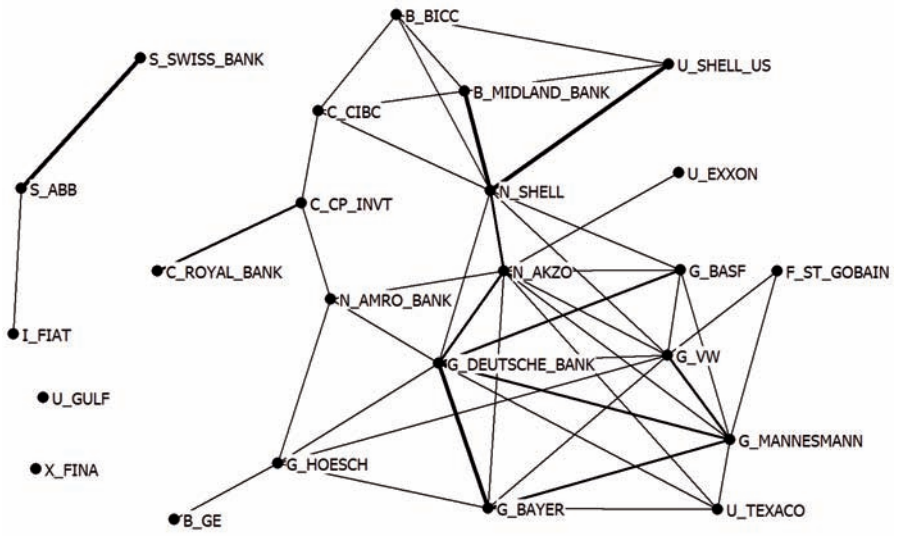 B_BICC
S_SWISS_BANK
U_SHELL_US
B_MIDLAND_BANK
C_CIBC
U_EXXON
S_ABB
N_SHELL
C_CP_INVT
C_ROYAL_BANK
N_AKZO
G_BASF
F_ST_GOBAIN
N_AMRO_BANK
I_FIAT
G_VW
G_DEUTSCHE_BANK
U_GULF
G_MANNESMANN
G_HOESCH
X_FINA
G_BAYER
U_TEXACO
B_GE